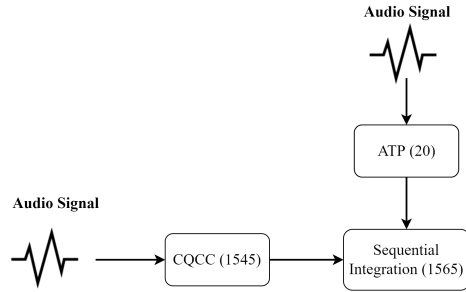 Audio Signal
ATP (20)
Audio Signal
CQCC (1545)
Sequential
Integration (1565)